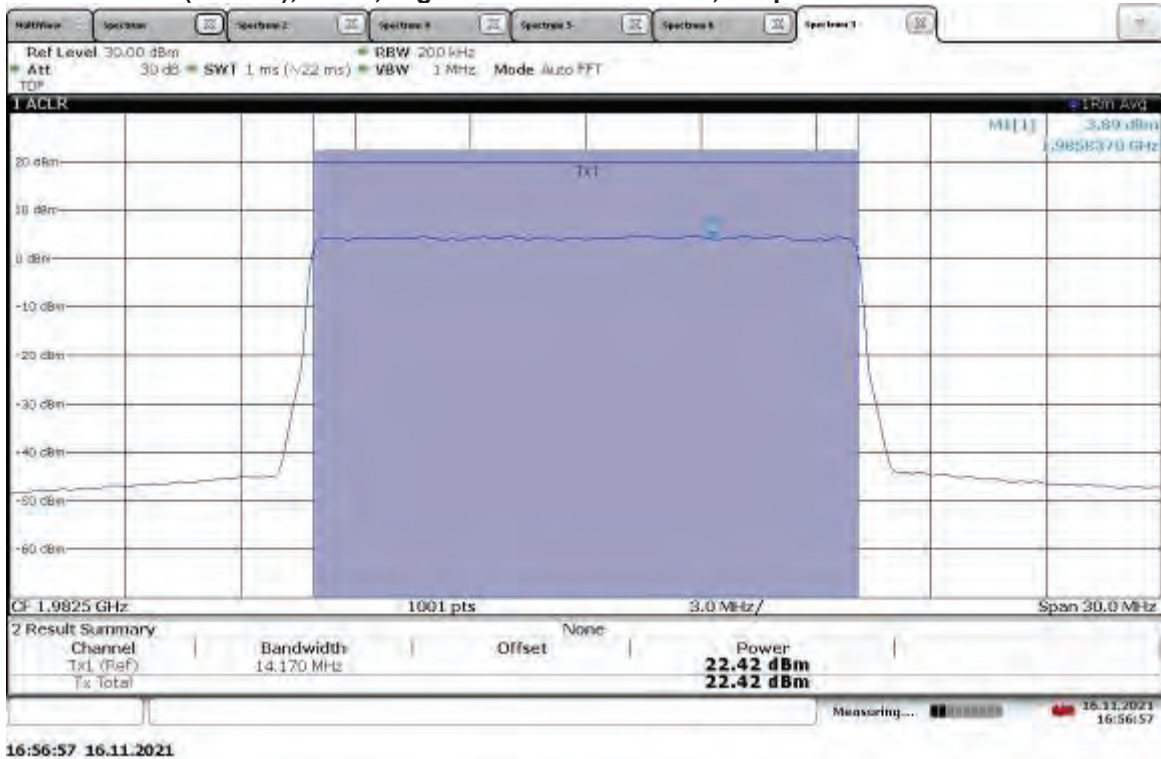 MultiView Spectrum Spectrum 2 Spectrum 4 Spectrum 5 Spectrum 6 Spectrum 3
Ref Level 30.00 dBm RBW 200 kHz
Att 30 dB SWT 1 ms (~22 ms) VBW 1 MHz Mode Auto FFT
TDF
1 ACLR 1Rm Avg
M1[1] 3.89 dBm
1.9858370 GHz
20 dBm
Tx1
10 dBm
0 dBm
-10 dBm
-20 dBm
-30 dBm
-40 dBm
-50 dBm
-60 dBm
CF 1.9825 GHz 1001 pts 3.0 MHz/ Span 30.0 MHz
2 Result Summary None
Channel Bandwidth Offset Power
Tx1 (Ref) 14.170 MHz 22.42 dBm
Tx Total 22.42 dBm
Measuring... 16.11.2021
16:56:57
16:56:57 16.11.2021